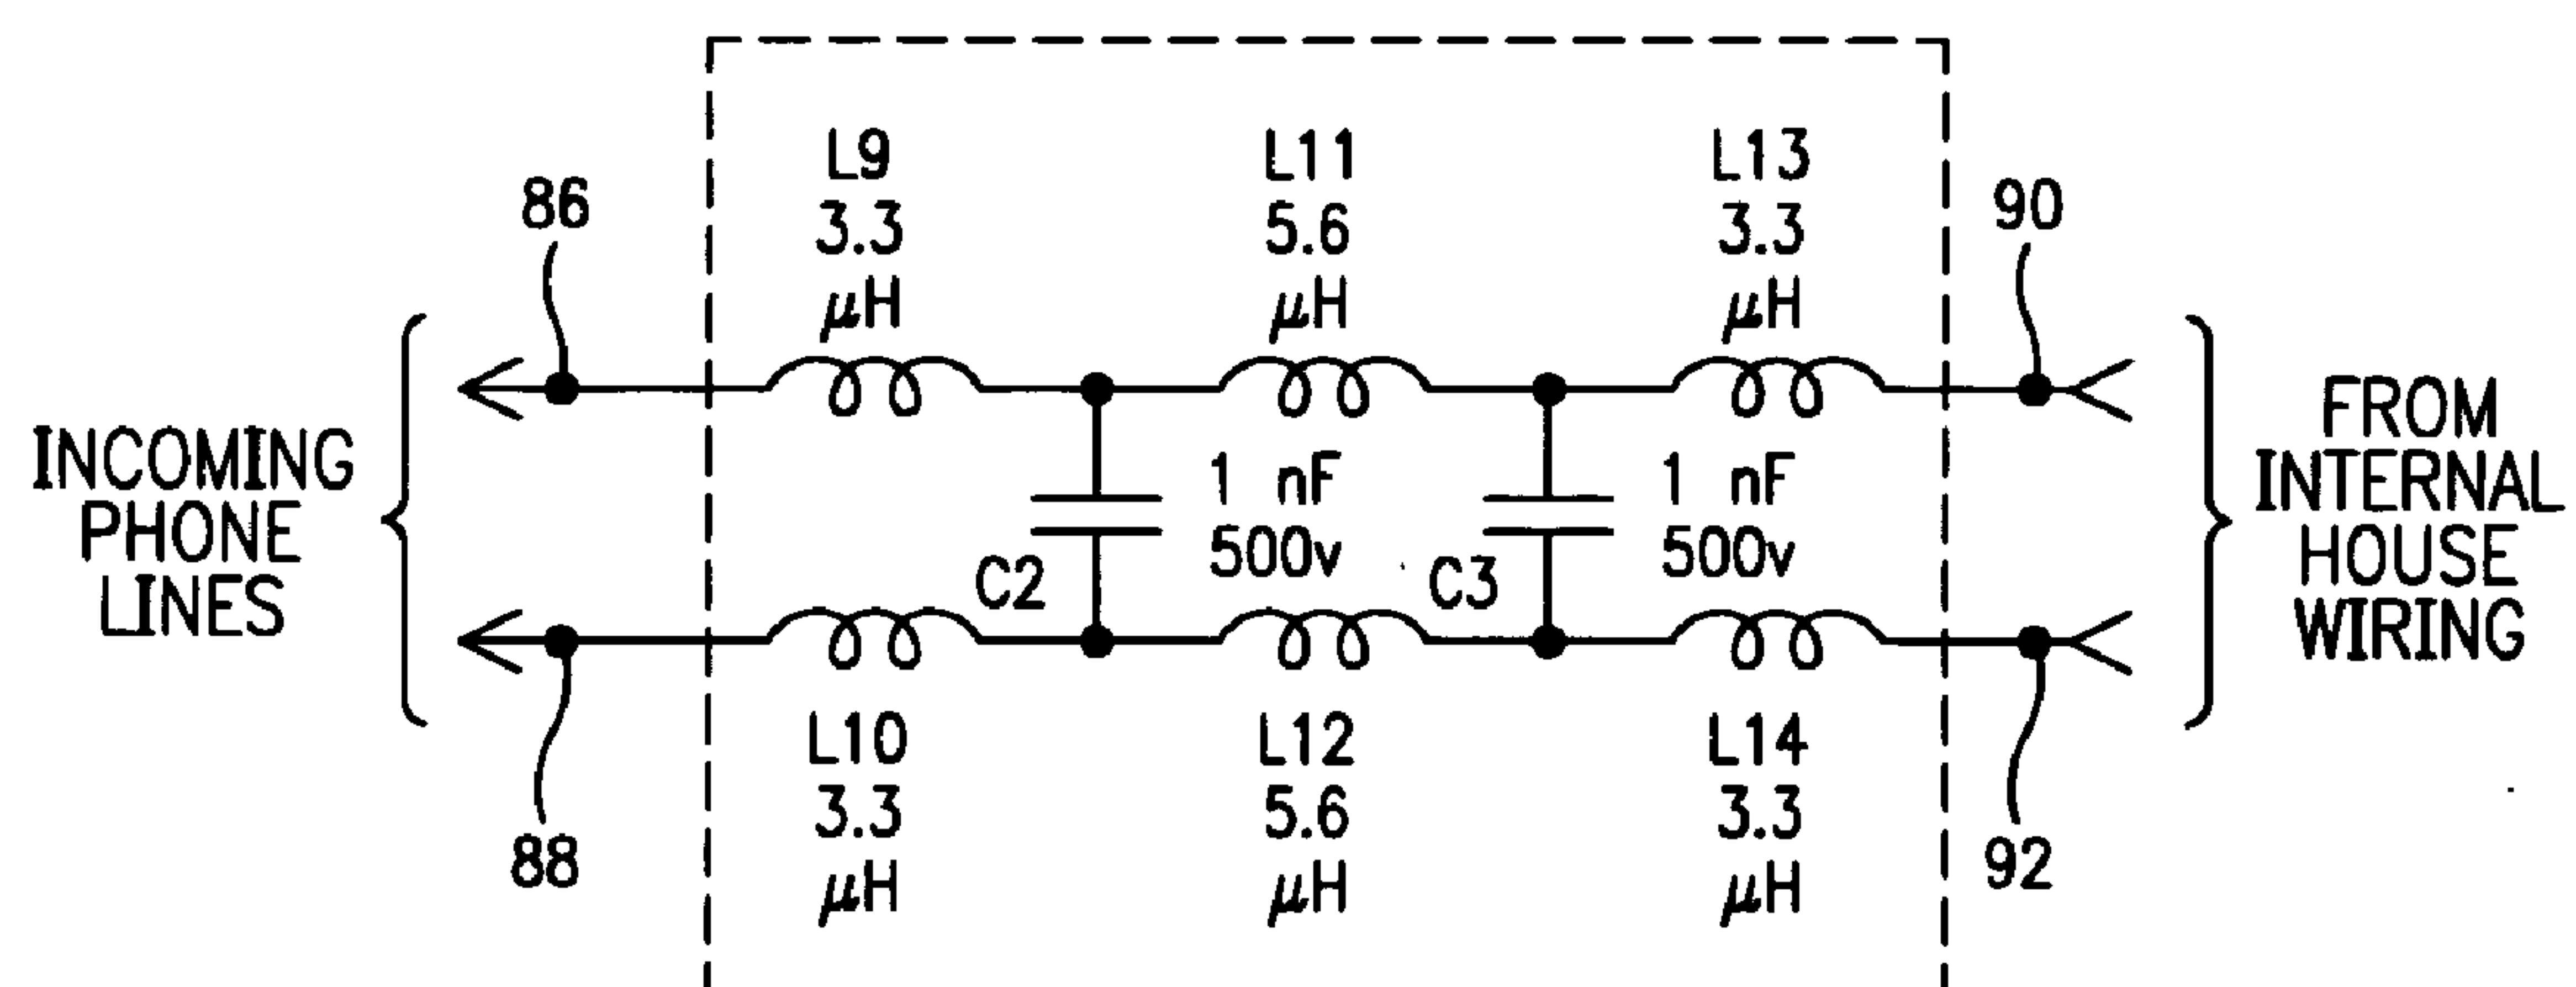 L9
3.3
μH
L11
5.6
μH
L13
3.3
μH
86
90
INCOMING
PHONE
LINES
1 nF
500v
C2
1 nF
500v
C3
FROM
INTERNAL
HOUSE
WIRING
L10
3.3
μH
L12
5.6
μH
L14
3.3
μH
88
92